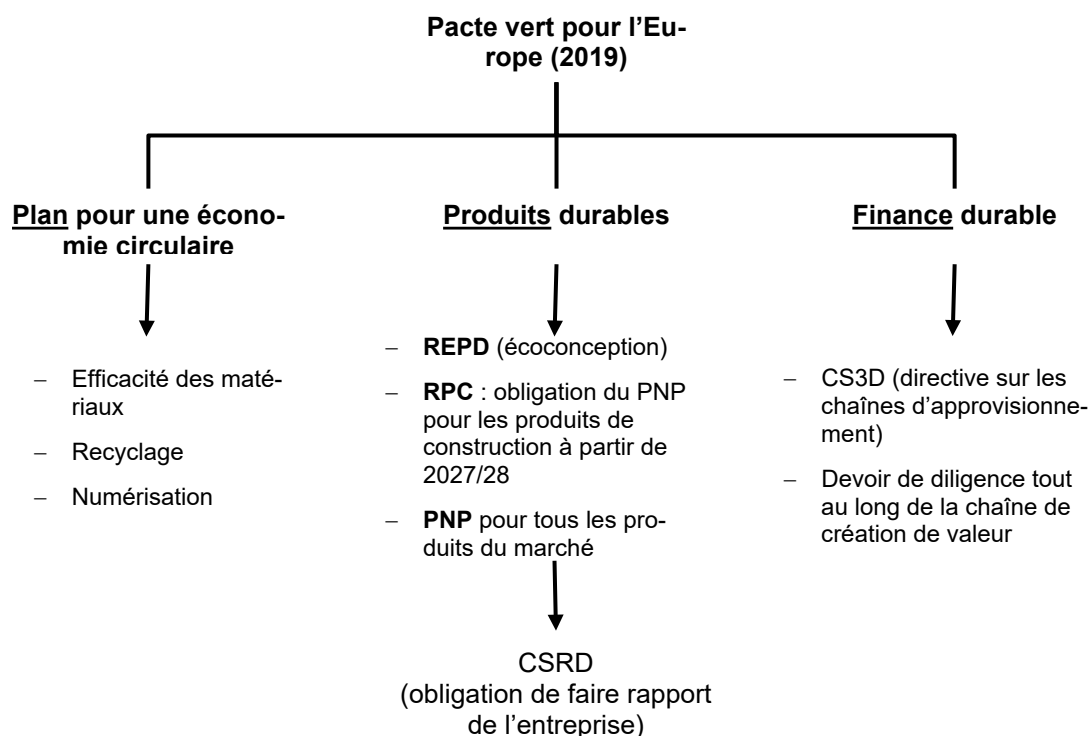 Pacte vert pour l’Eu-
rope (2019)
Plan pour une écono-
mie circulaire
– Efficacité des maté-
riaux
– Recyclage
– Numérisation
Produits durables
– REPD (écoconception)
– RPC : obligation du PNP
pour les produits de
construction à partir de
2027/28
– PNP pour tous les pro-
duits du marché
CSRD
(obligation de faire rapport
de l’entreprise)
Finance durable
– CS3D (directive sur les
chaînes d’approvisionne-
ment)
– Devoir de diligence tout
au long de la chaîne de
création de valeur